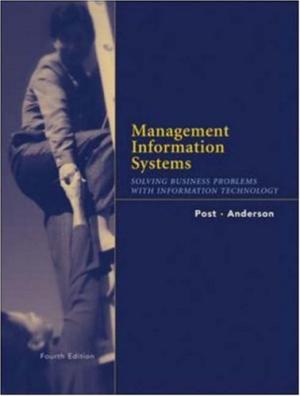 Management
Information
Systems
SOLVING BUSINESS PROBLEMS
WITH INFORMATION TECHNOLOGY
Post · Anderson
Fourth Edition